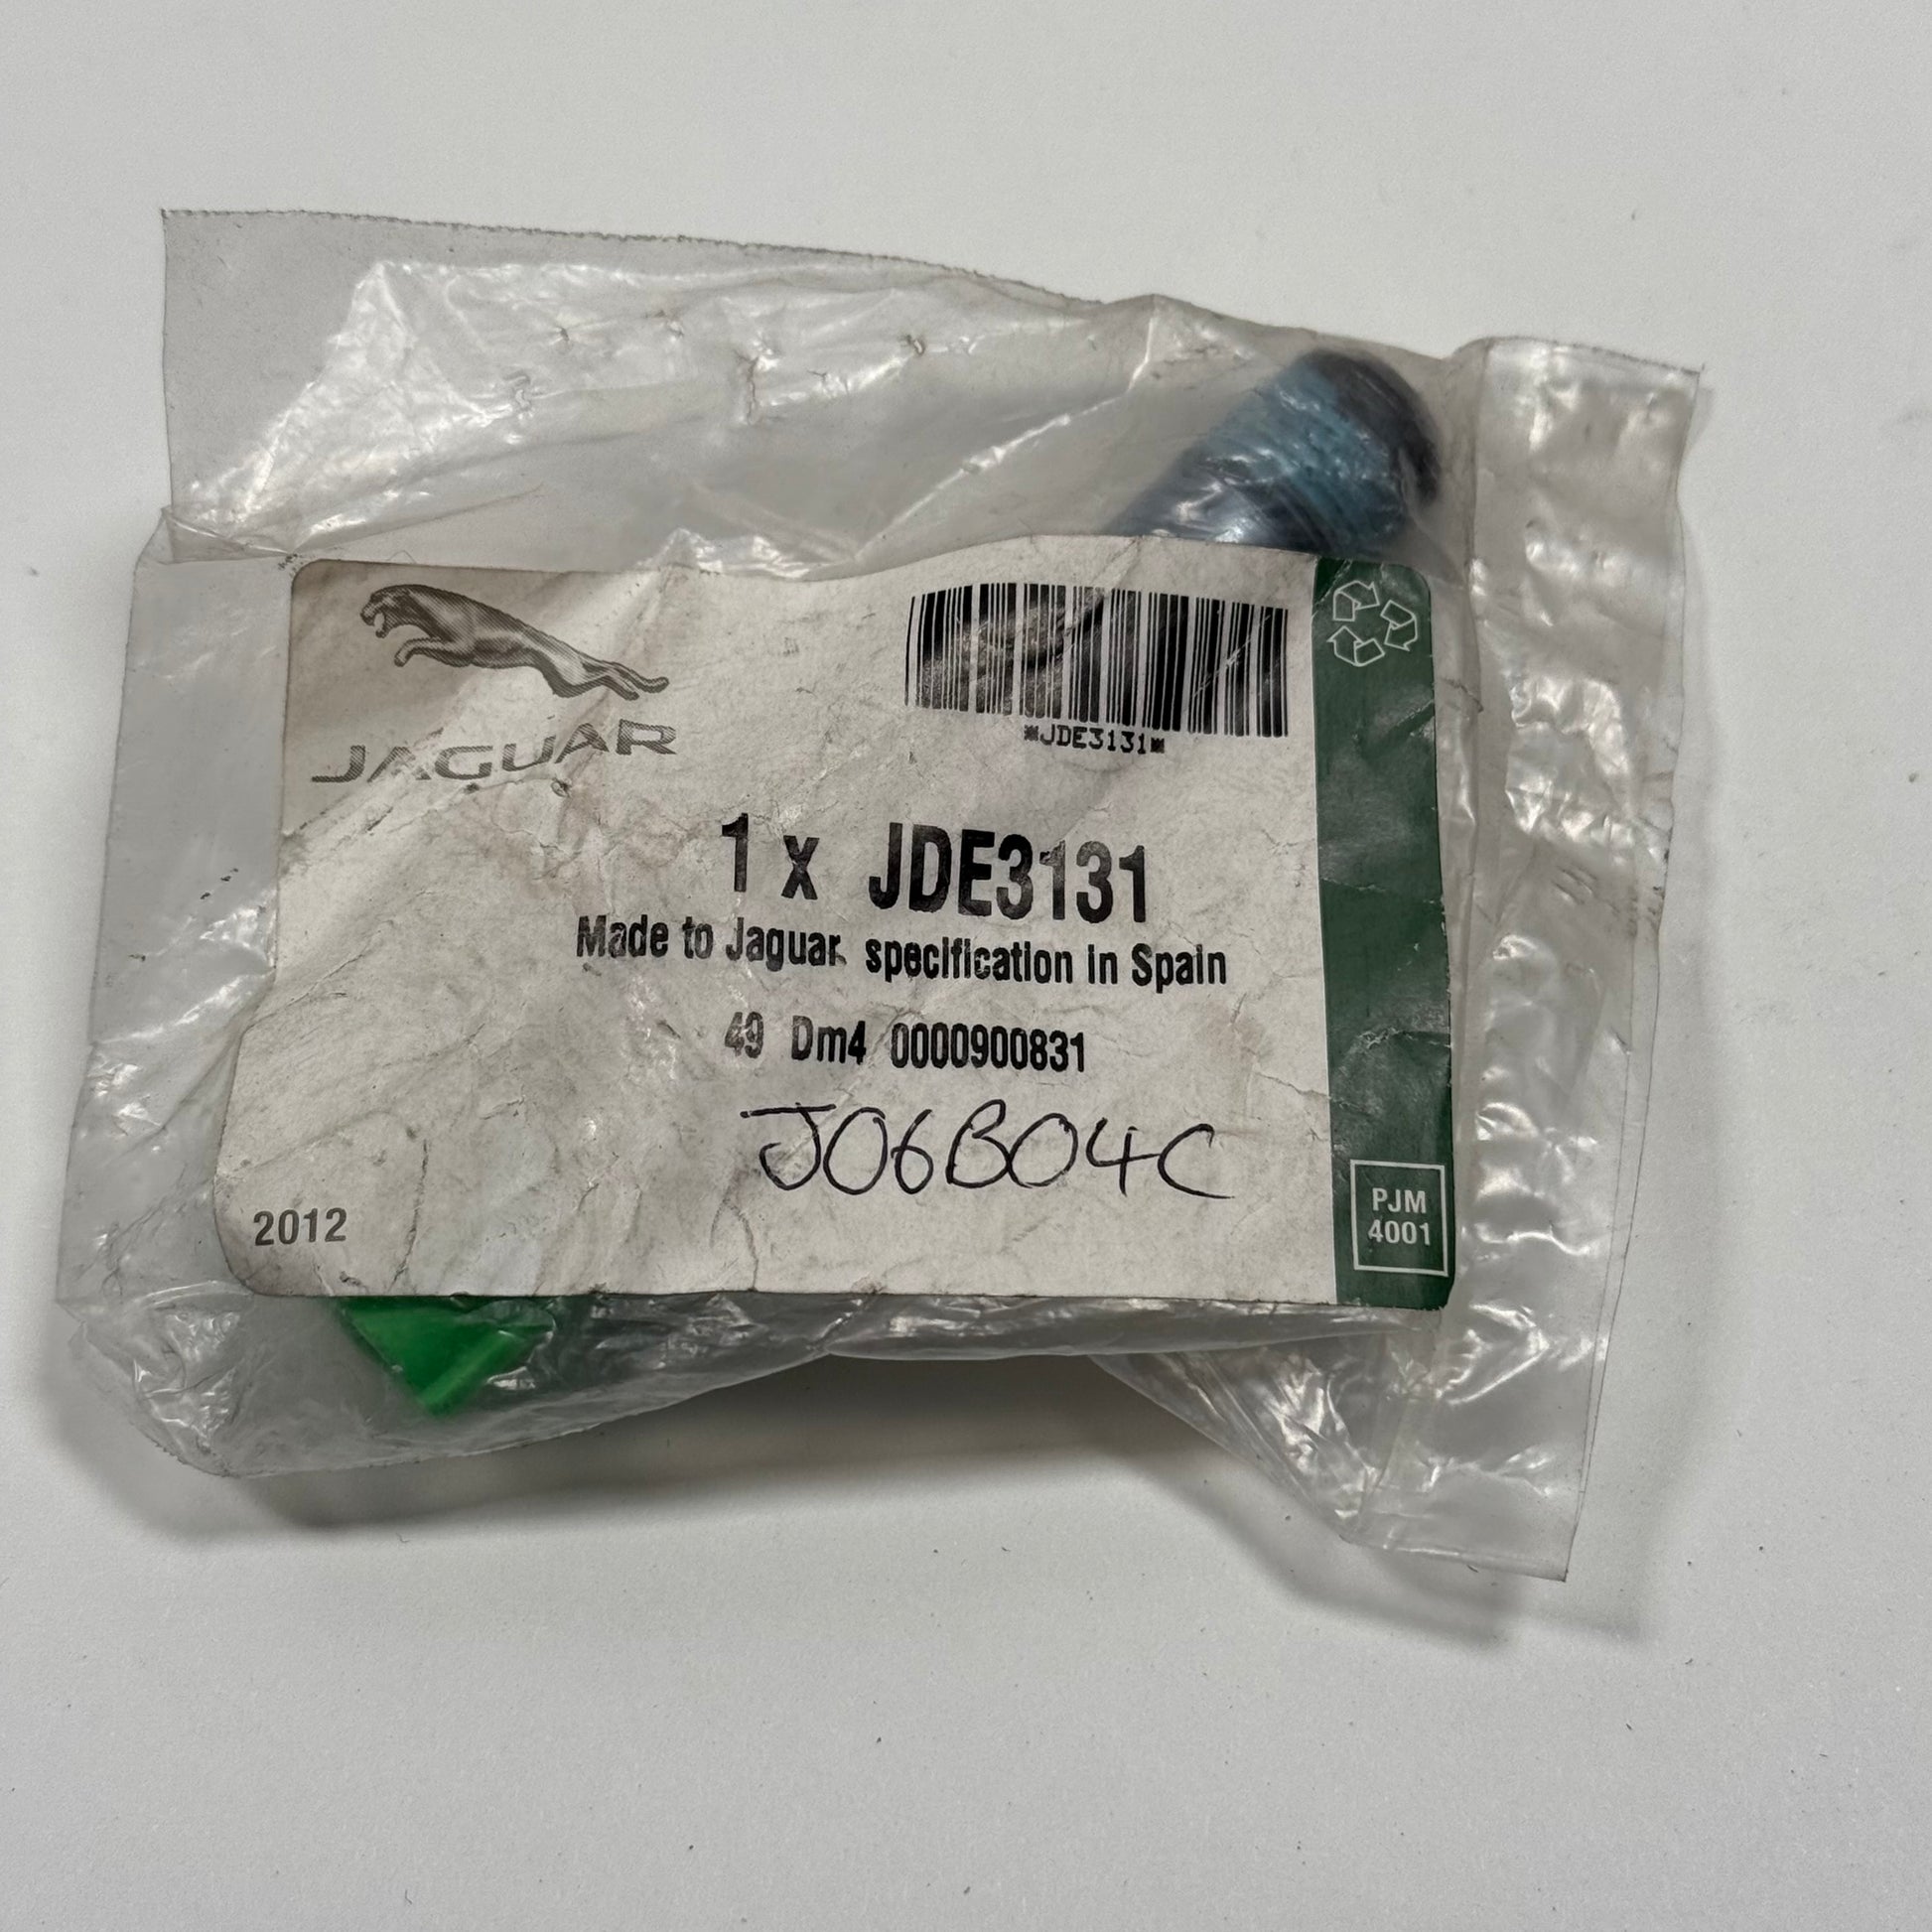 JAGUAR
*JDE3131*
1 x JDE3131
Made to Jaguar specification in Spain
49 Dm4 0000900831
J06B04C
2012
PJM
4001